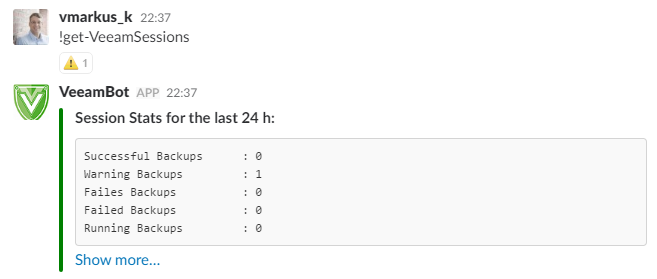 vmarkus_k 22:37
!get-VeeamSessions
1
VeeamBot APP 22:37
Session Stats for the last 24 h:
Successful Backups : 0
Warning Backups : 1
Failes Backups : 0
Failed Backups : 0
Running Backups : 0
Show more...